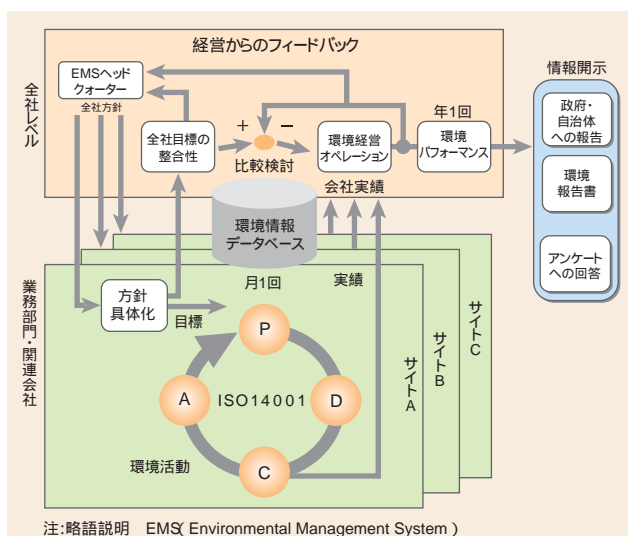 経営からのフィードバック
EMSヘッド
クォーター
全社方針
全社レベル
全社目標の
整合性
+
−
比較検討
環境経営
オペレーション
年1回
環境
パフォーマンス
会社実績
情報開示
政府・
自治体
への報告
環境
報告書
アンケート
への回答
環境情報
データベース
月1回
実績
業務部門・関連会社
方針
具体化
目標
P
D
C
A
ISO14001
環境活動
サイトA
サイトB
サイトC
注:略語説明 EMS(Environmental Management System)